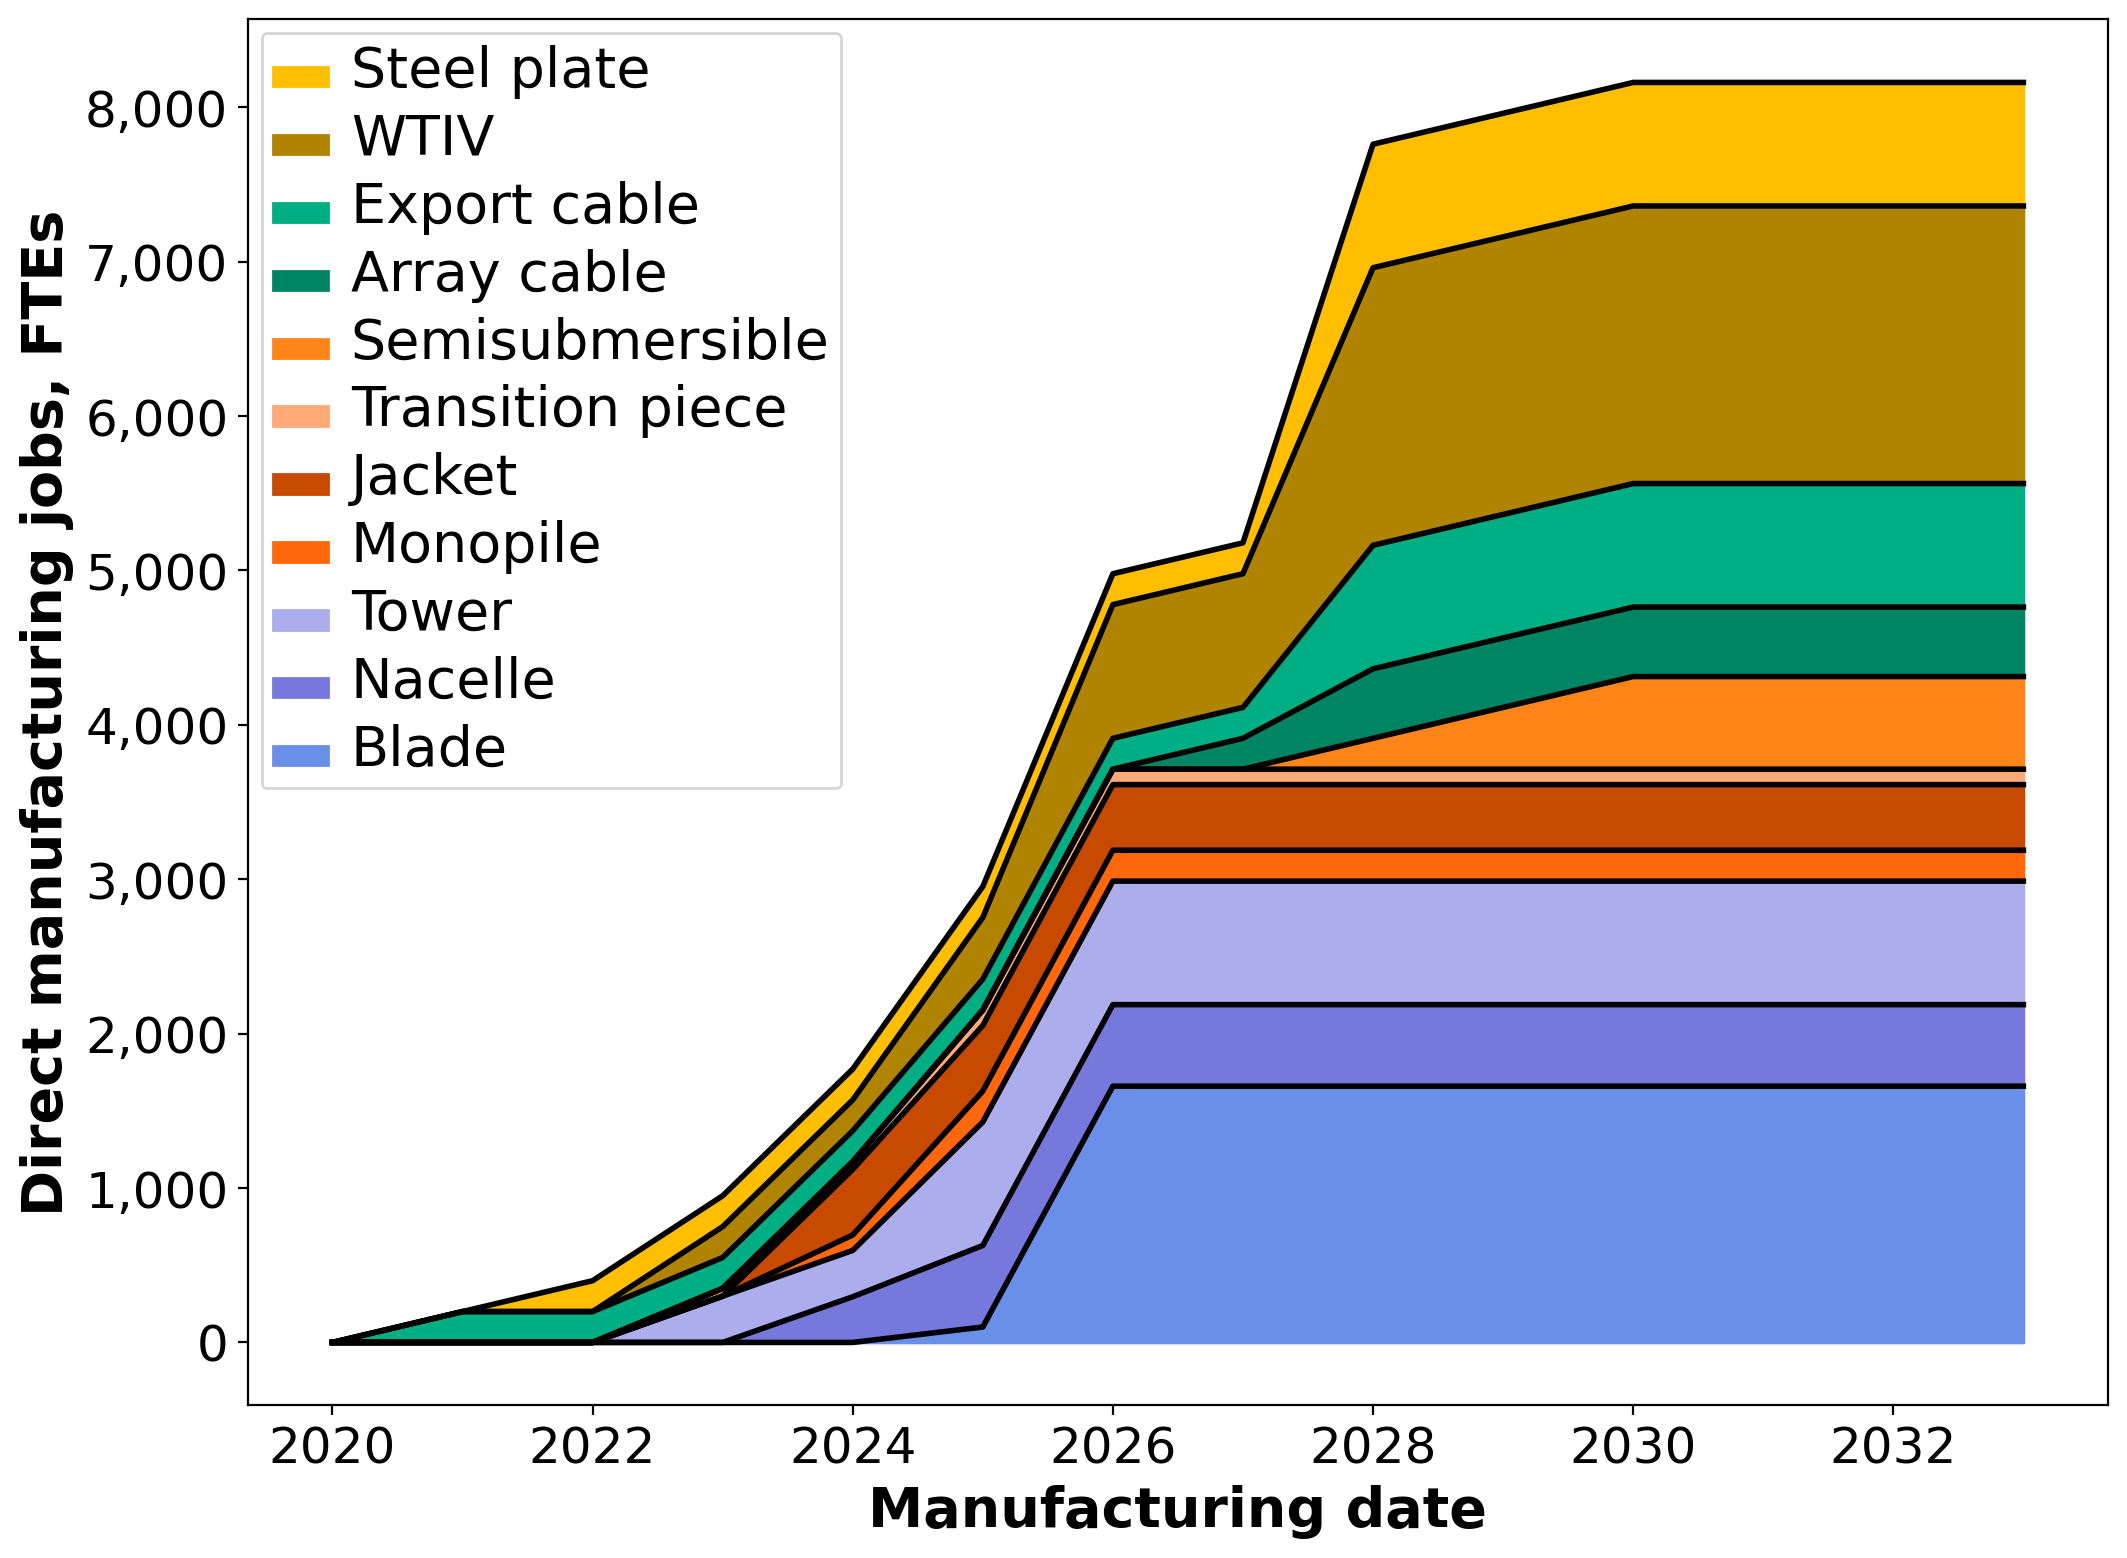 Steel plate
WTIV
Export cable
Array cable
Semisubmersible
Transition piece
Jacket
Monopile
Tower
Nacelle
Blade
Direct manufacturing jobs, FTEs
8,000
7,000
6,000
5,000
4,000
3,000
2,000
1,000
0
2020 2022 2024 2026 2028 2030 2032
Manufacturing date